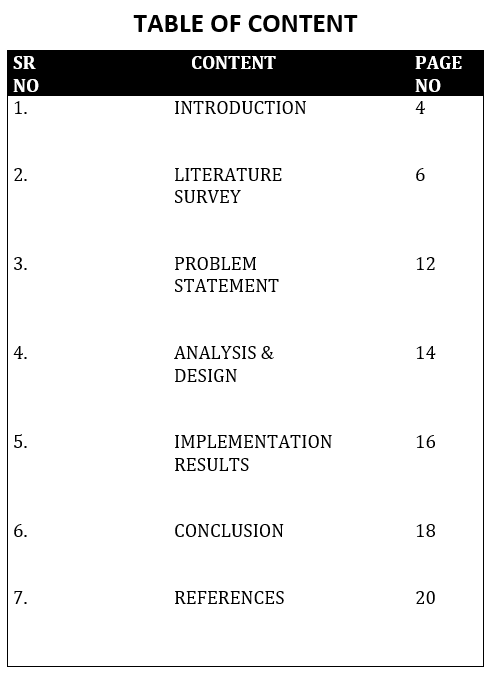 TABLE OF CONTENT
SR NO CONTENT PAGE NO
1. INTRODUCTION 4
2. LITERATURE SURVEY 6
3. PROBLEM STATEMENT 12
4. ANALYSIS & DESIGN 14
5. IMPLEMENTATION RESULTS 16
6. CONCLUSION 18
7. REFERENCES 20